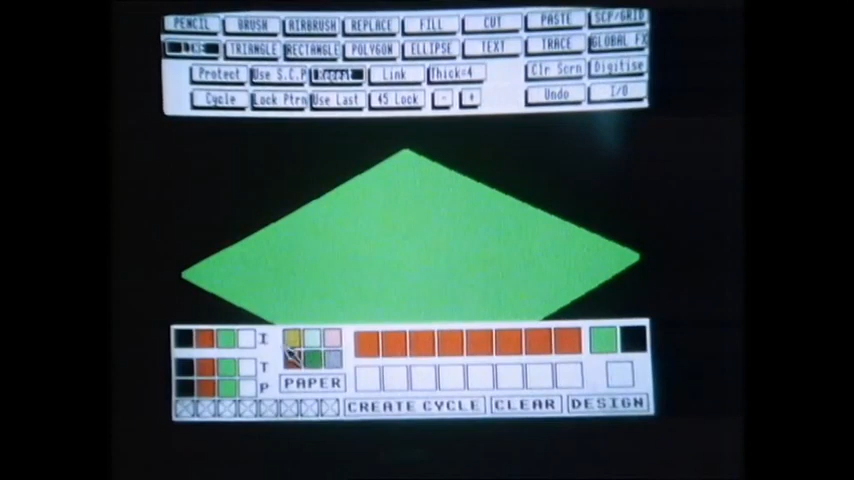 PENCIL BRUSH AIRBRUSH REPLACE FILL CUT PASTE SCP/GRID
LINE TRIANGLE RECTANGLE POLYGON ELLIPSE TEXT TRACE GLOBAL FX
Protect Use S.C.P Repeat Link Thick=4 Clr Scrn Digitise
Cycle Lock Ptrn Use Last 45 Lock - + Undo I/O
I
T
PAPER
P
CREATE CYCLE CLEAR DESIGN